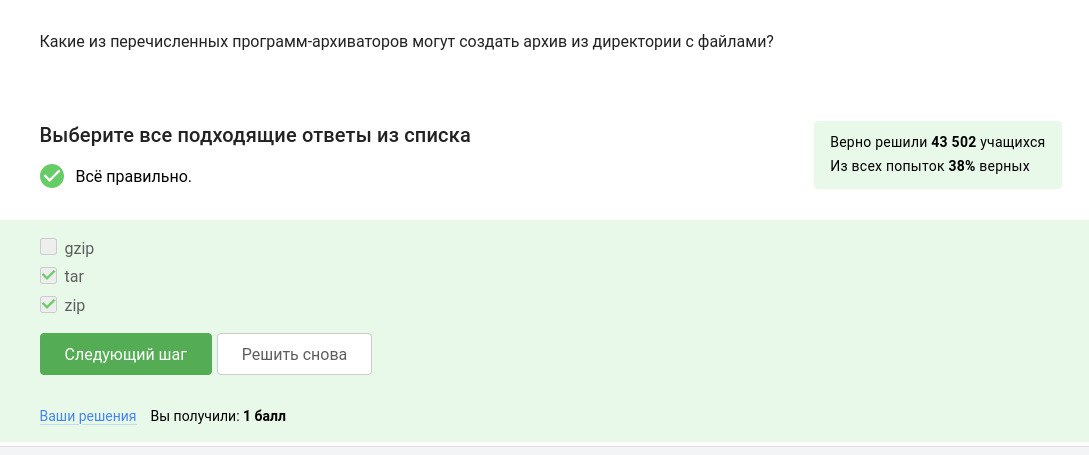 Какие из перечисленных программ-архиваторов могут создать архив из директории с файлами?
Выберите все подходящие ответы из списка
Верно решили 43 502 учащихся
Из всех попыток 38% верных
Всё правильно.
gzip
tar
zip
Следующий шаг
Решить снова
Ваши решения Вы получили: 1 балл